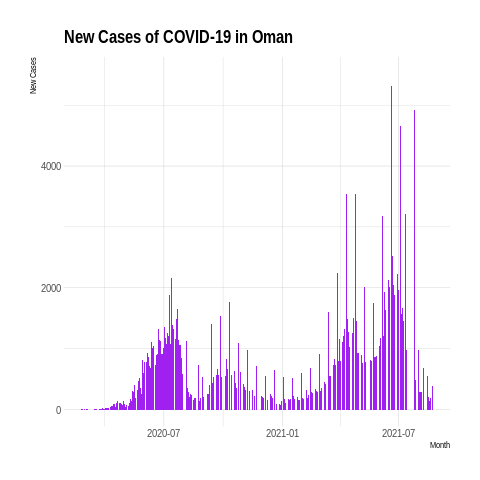 New Cases of COVID-19 in Oman
New Cases
4000
2000
0
2020-07 2021-01 2021-07
Month